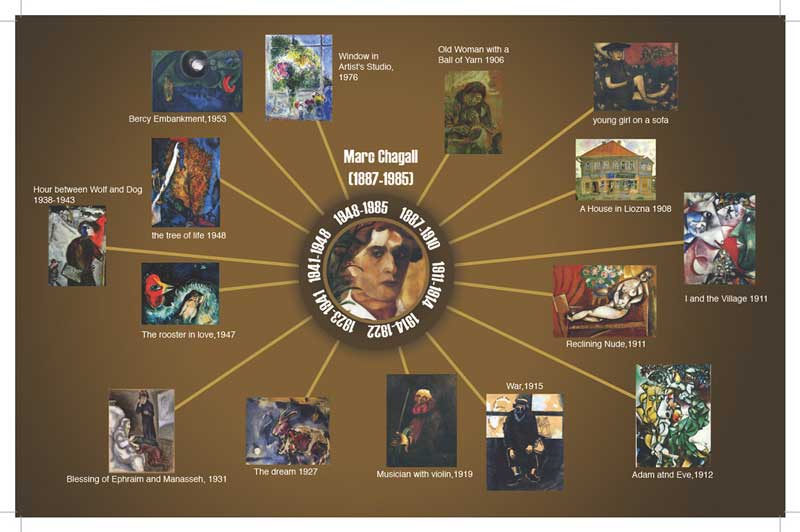 Window in
Artist's Studio,
1976
Old Woman with a
Ball of Yarn 1906
Bercy Embankment,1953
young girl on a sofa
Marc Chagall
(1887-1985)
Hour between Wolf and Dog
1938-1943
the tree of life 1948
A House in Liozna 1908
1887-1910
1911-1914
1914-1922
1923-1941
1941-1948
1948-1985
I and the Village 1911
The rooster in love,1947
Reclining Nude,1911
War,1915
Blessing of Ephraim and Manasseh, 1931
The dream 1927
Musician with violin,1919
Adam atnd Eve,1912